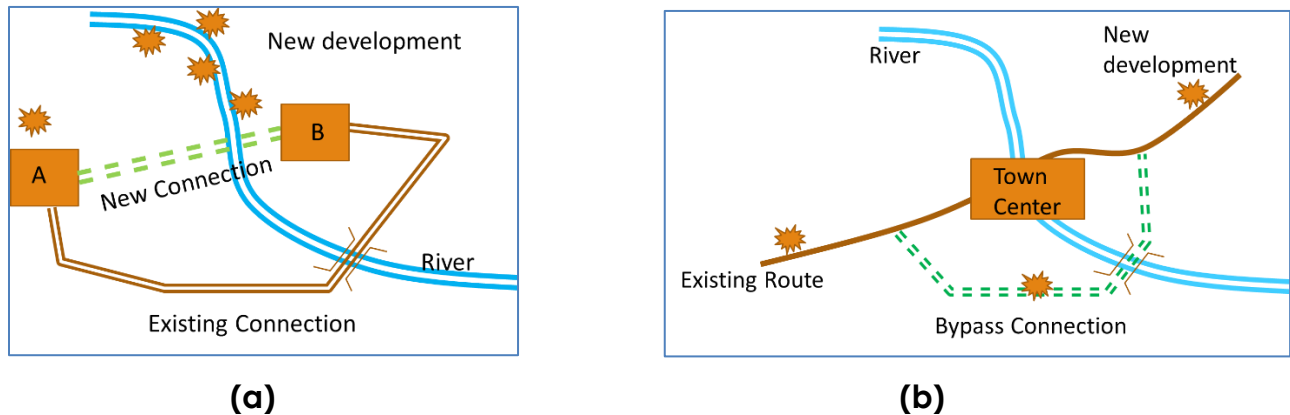 New development
B
A
New Connection
River
Existing Connection
(a)
River
New
development
Town
Center
Existing Route
Bypass Connection
(b)